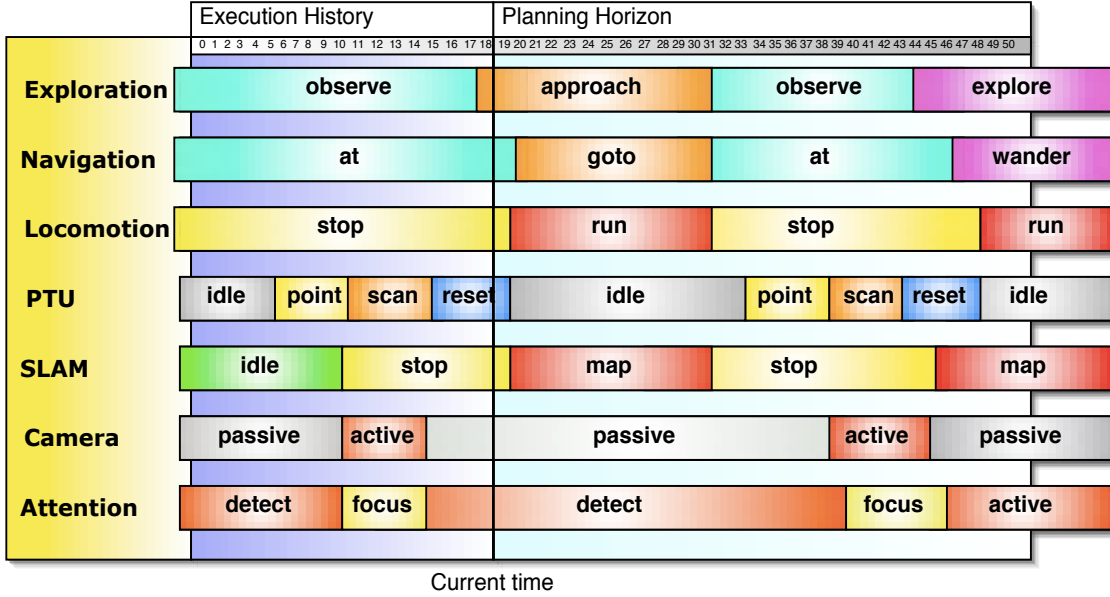 Execution History Planning Horizon
0 1 2 3 4 5 6 7 8 9 10 11 12 13 14 15 17 18 19 20 21 22 23 24 25 26 27 28 29 30 31 32 33 34 35 36 37 38 39 40 41 42 43 44 45 46 47 48 49 50
Exploration observe approach observe explore
Navigation at goto at wander
Locomotion stop run stop run
PTU idle point scan reset idle point scan reset idle
SLAM idle stop map stop map
Camera passive active passive active passive
Attention detect focus detect focus active
Current time